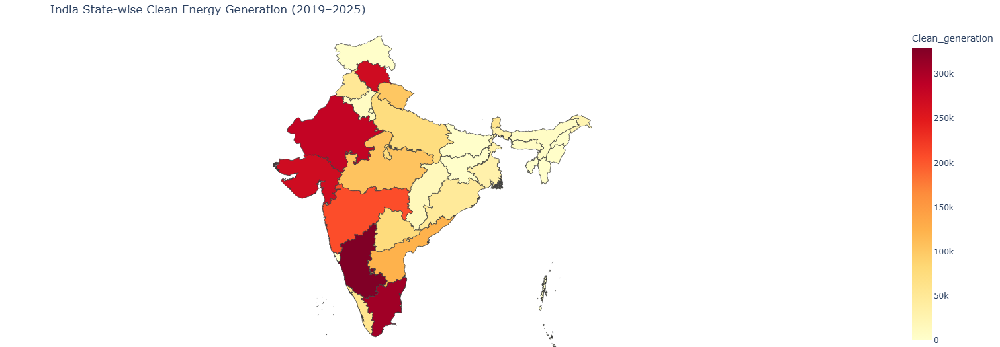 India State-wise Clean Energy Generation (2019–2025)
Clean_generation
300k
250k
200k
150k
100k
50k
0